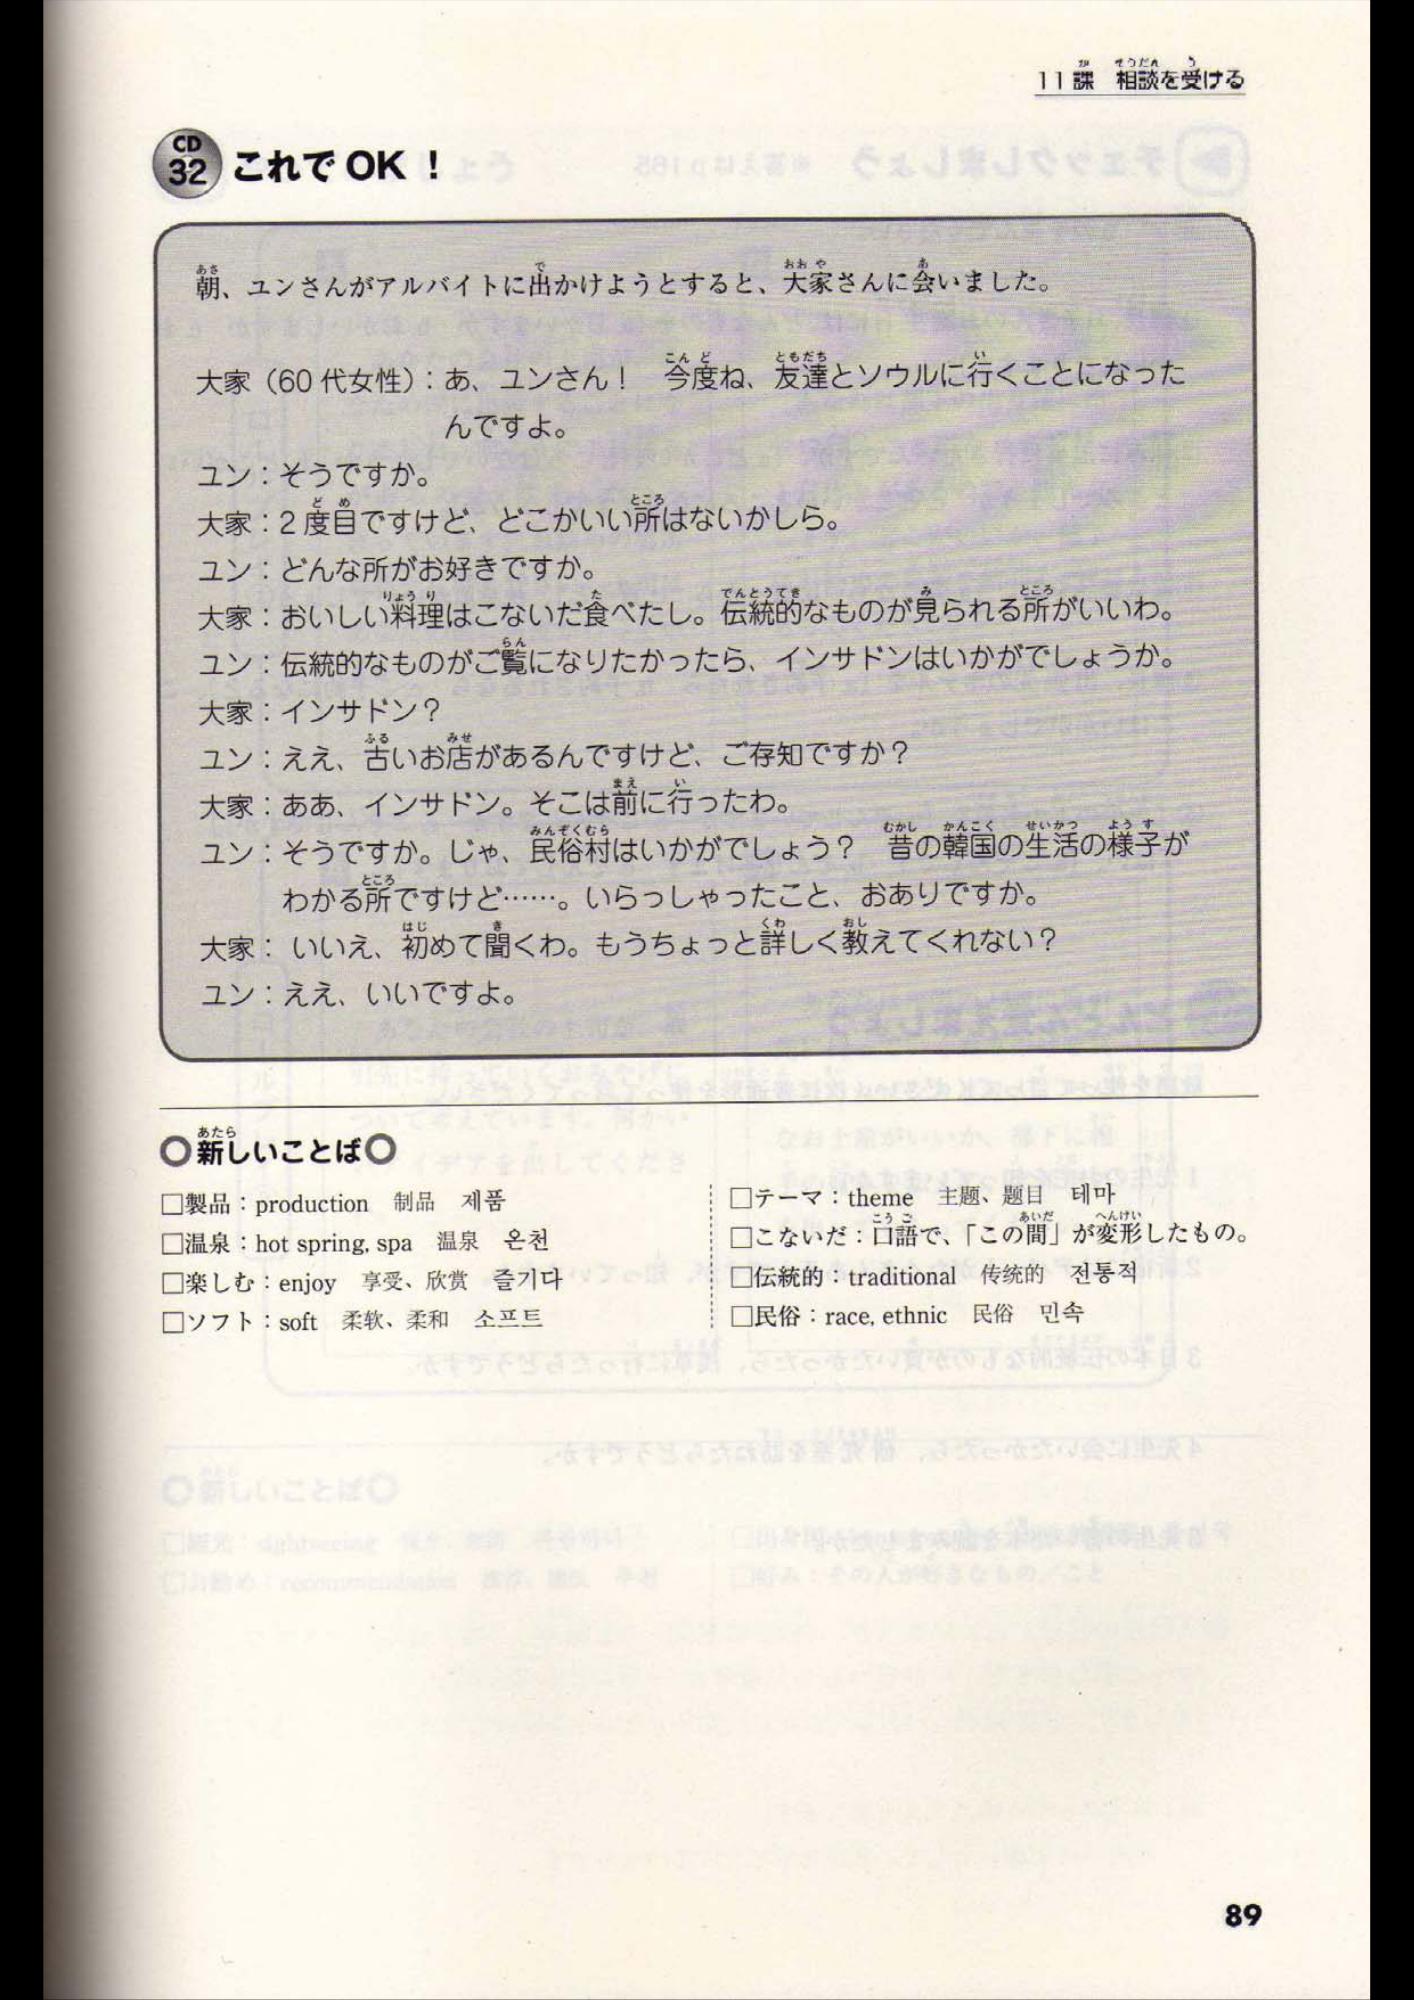 11課 相談を受ける
CD
32 これで OK！
朝、ユンさんがアルバイトに出かけようとすると、大家さんに会いました。
大家（60代女性）：あ、ユンさん！ 今度ね、友達とソウルに行くことになった
んですよ。
ユン：そうですか。
大家：2度目ですけど、どこかいい所はないかしら。
ユン：どんな所がお好きですか。
大家：おいしい料理はこないだ食べたし。伝統的なものが見られる所がいいわ。
ユン：伝統的なものがご覧になりたかったら、インサドンはいかがでしょうか。
大家：インサドン？
ユン：ええ、古いお店があるんですけど、ご存知ですか？
大家：ああ、インサドン。そこは前に行ったわ。
ユン：そうですか。じゃ、民俗村はいかがでしょう？ 昔の韓国の生活の様子が
わかる所ですけど……。いらっしゃったこと、おありですか。
大家： いいえ、初めて聞くわ。もうちょっと詳しく教えてくれない？
ユン：ええ、いいですよ。
○新しいことば○
□製品：production 制品 제품
□温泉：hot spring, spa 温泉 온천
□楽しむ：enjoy 享受、欣赏 즐기다
□ソフト：soft 柔软、柔和 소프트
□テーマ：theme 主题、题目 테마
□こないだ：口語で、「この間」が変形したもの。
□伝統的：traditional 传统的 전통적
□民俗：race, ethnic 民俗 민속
89